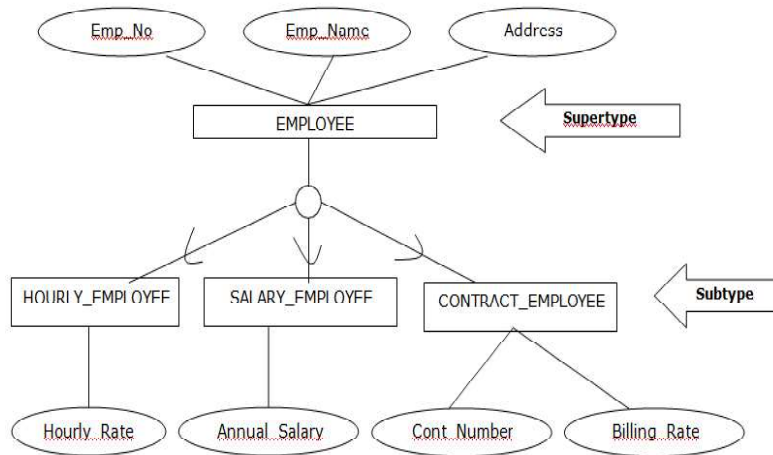 Emp_No
Emp_Name
Address
EMPLOYEE
Supertype
HOURLY_EMPLOYEE
SALARY_EMPLOYEE
CONTRACT_EMPLOYEE
Subtype
Hourly_Rate
Annual_Salary
Cont_Number
Billing_Rate